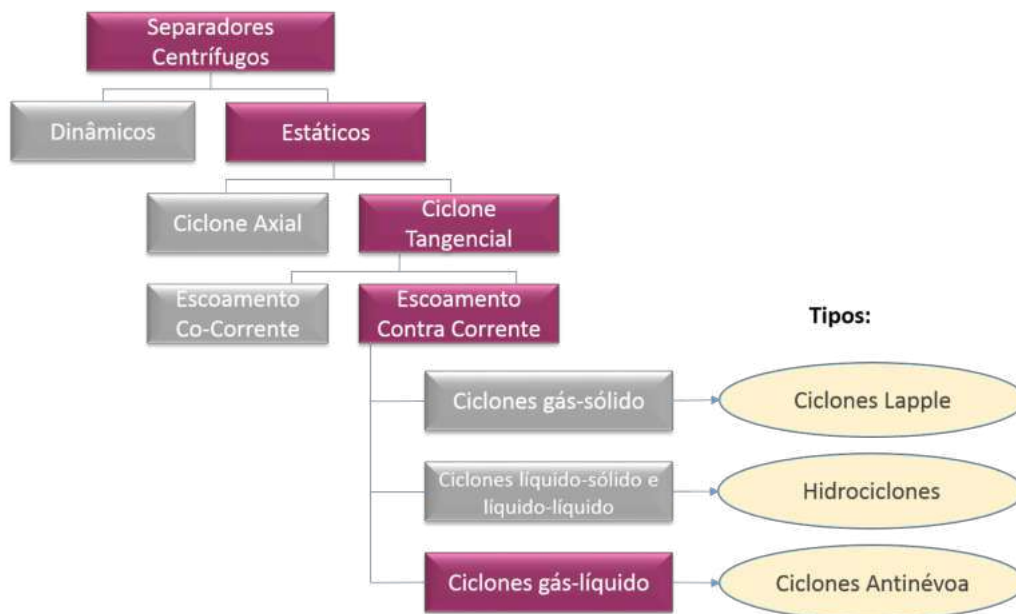 Separadores
Centrífugos
Dinâmicos
Estáticos
Ciclone Axial
Ciclone
Tangencial
Escoamento
Co-Corrente
Escoamento
Contra Corrente
Tipos:
Ciclones gás-sólido
Ciclones Lapple
Ciclones líquido-sólido e
líquido-líquido
Hidrociclones
Ciclones gás-líquido
Ciclones Antinévoa